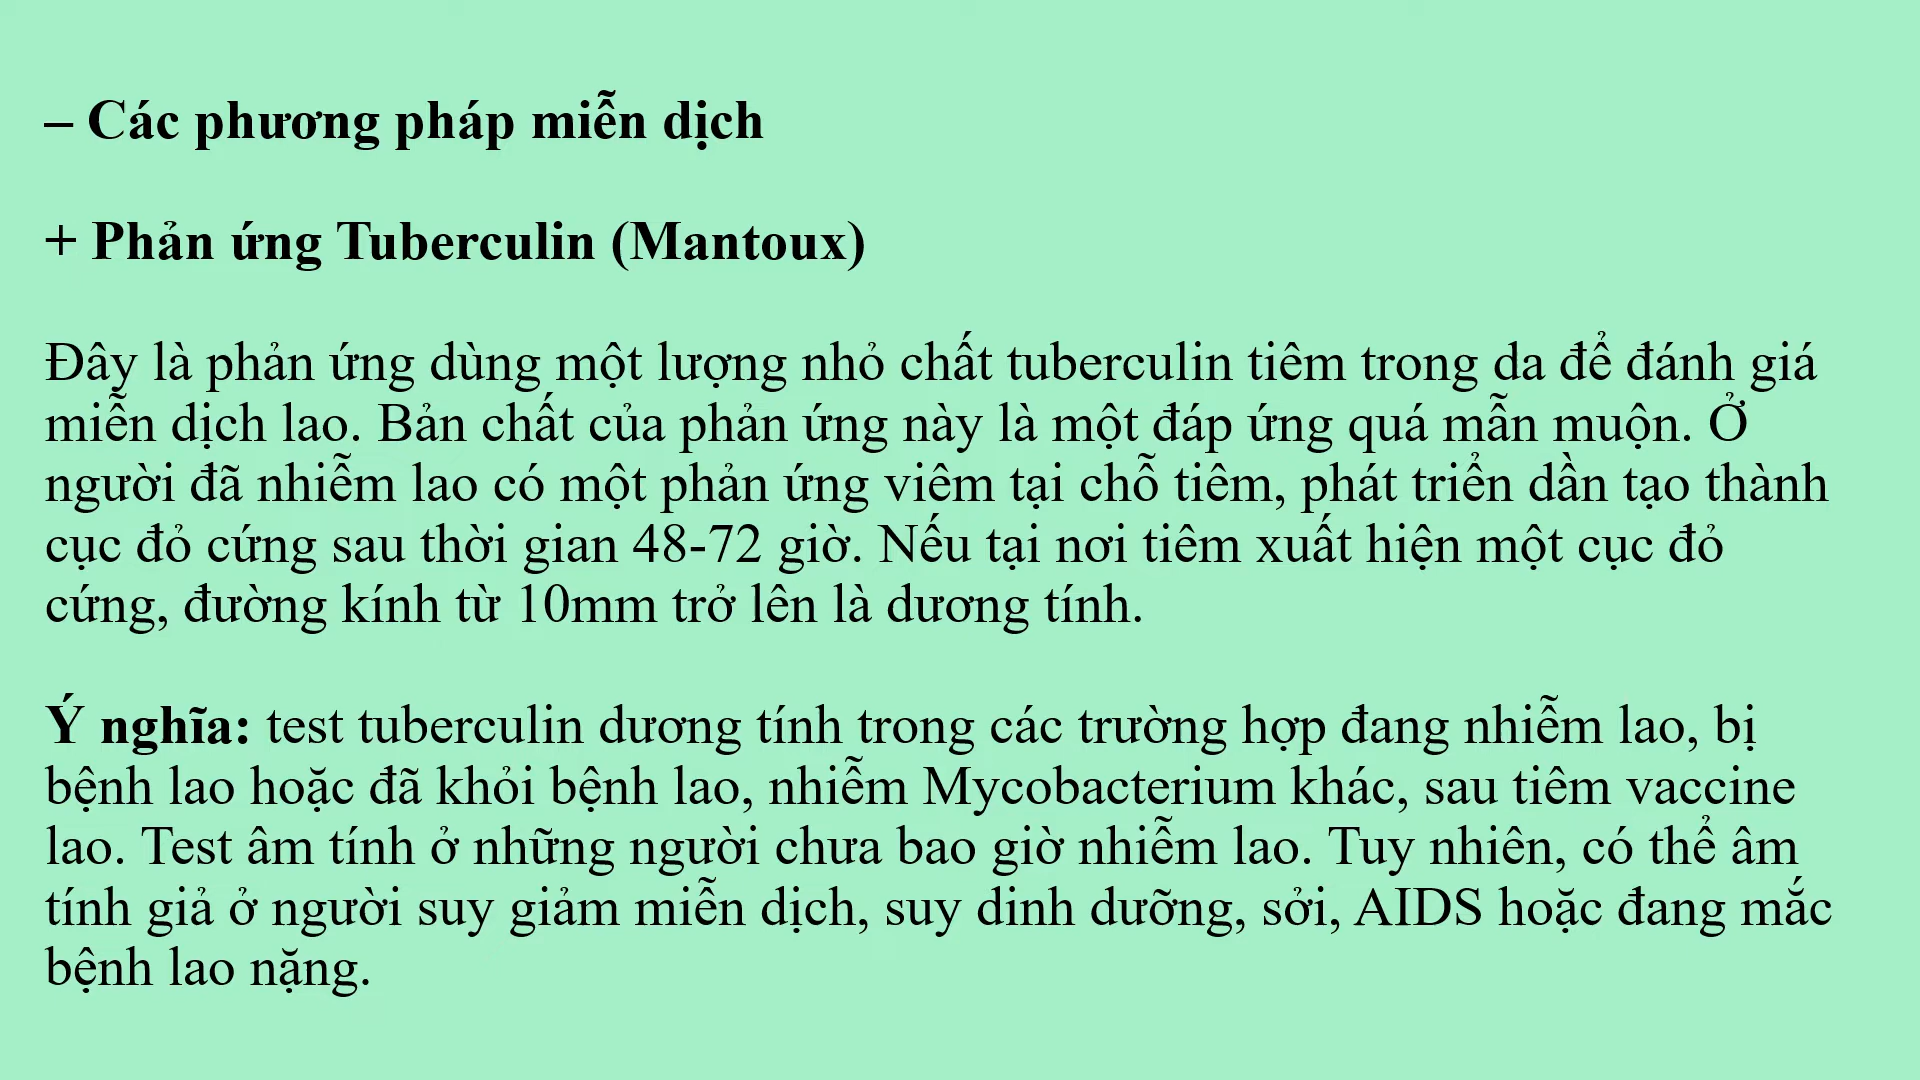 – Các phương pháp miễn dịch
+ Phản ứng Tuberculin (Mantoux)
Đây là phản ứng dùng một lượng nhỏ chất tuberculin tiêm trong da để đánh giá
miễn dịch lao. Bản chất của phản ứng này là một đáp ứng quá mẫn muộn. Ở
người đã nhiễm lao có một phản ứng viêm tại chỗ tiêm, phát triển dần tạo thành
cục đỏ cứng sau thời gian 48-72 giờ. Nếu tại nơi tiêm xuất hiện một cục đỏ
cứng, đường kính từ 10mm trở lên là dương tính.
Ý nghĩa: test tuberculin dương tính trong các trường hợp đang nhiễm lao, bị
bệnh lao hoặc đã khỏi bệnh lao, nhiễm Mycobacterium khác, sau tiêm vaccine
lao. Test âm tính ở những người chưa bao giờ nhiễm lao. Tuy nhiên, có thể âm
tính giả ở người suy giảm miễn dịch, suy dinh dưỡng, sởi, AIDS hoặc đang mắc
bệnh lao nặng.